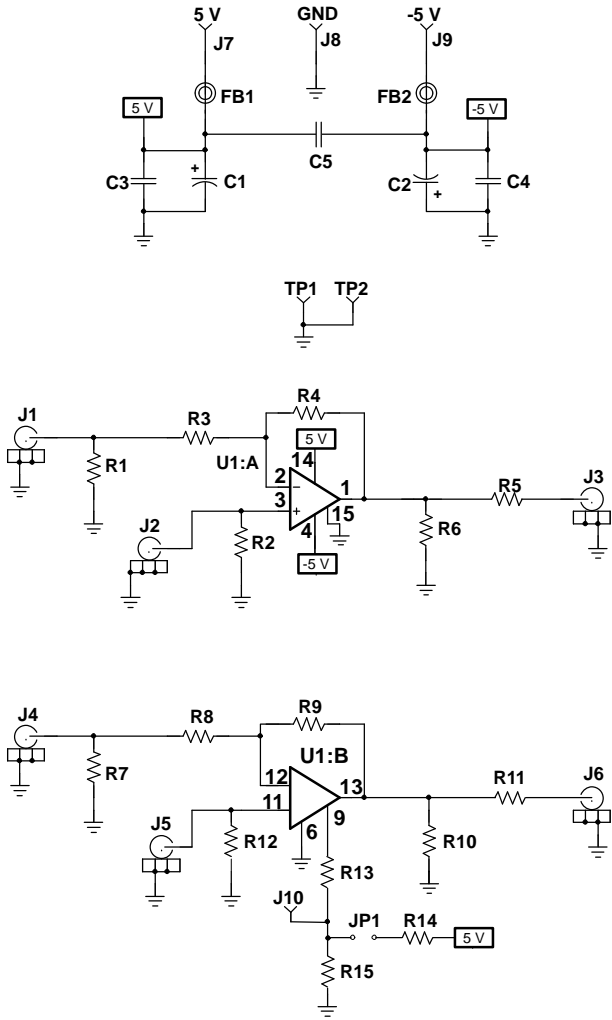 5 V GND -5 V
J7 J8 J9
FB1 FB2
5 V -5 V
+
C5
C3 C1 C2 C4
+
TP1 TP2
R4
J1 R3
5 V
U1:A 14
R1 2 − 1 R5 J3
3 +
J2 R2 4 15 R6
-5 V
R9
J4 R8
U1:B
R7 12 13 R11 J6
11
J5 R12 6 9 R10
R13
J10
JP1 R14 5 V
R15